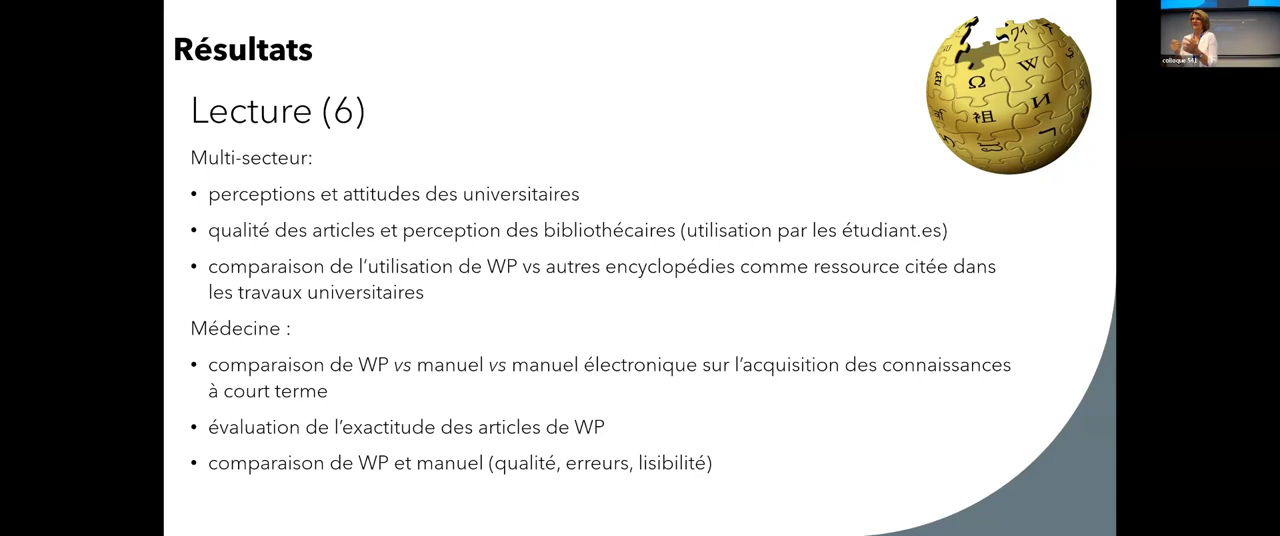 Résultats
Lecture (6)
Multi-secteur:
• perceptions et attitudes des universitaires
• qualité des articles et perception des bibliothécaires (utilisation par les étudiant.es)
• comparaison de l’utilisation de WP vs autres encyclopédies comme ressource citée dans
les travaux universitaires
Médecine :
• comparaison de WP vs manuel vs manuel électronique sur l’acquisition des connaissances
à court terme
• évaluation de l’exactitude des articles de WP
• comparaison de WP et manuel (qualité, erreurs, lisibilité)
Ω
W
祖
И
colloque 541